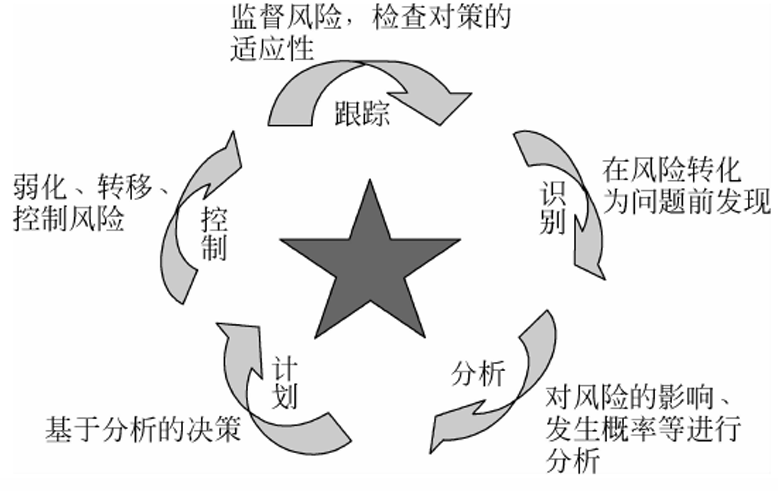 监督风险，检查对策的
适应性
跟踪
在风险转化
为问题前发现
识别
弱化、转移、
控制风险
控制
分析
对风险的影响、
发生概率等进行
分析
计划
基于分析的决策